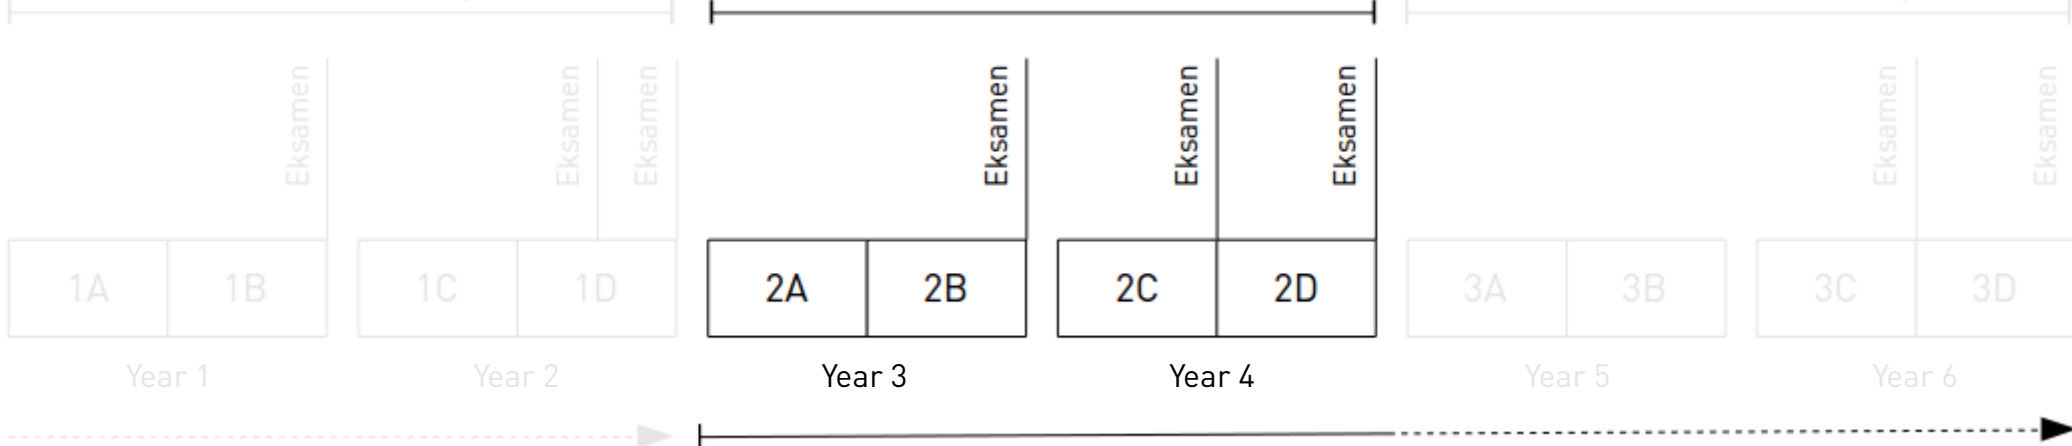 Eksamen
Eksamen
Eksamen
Eksamen
Eksamen
Eksamen
Eksamen
Eksamen
1A 1B 1C 1D 2A 2B 2C 2D 3A 3B 3C 3D
Year 1 Year 2 Year 3 Year 4 Year 5 Year 6